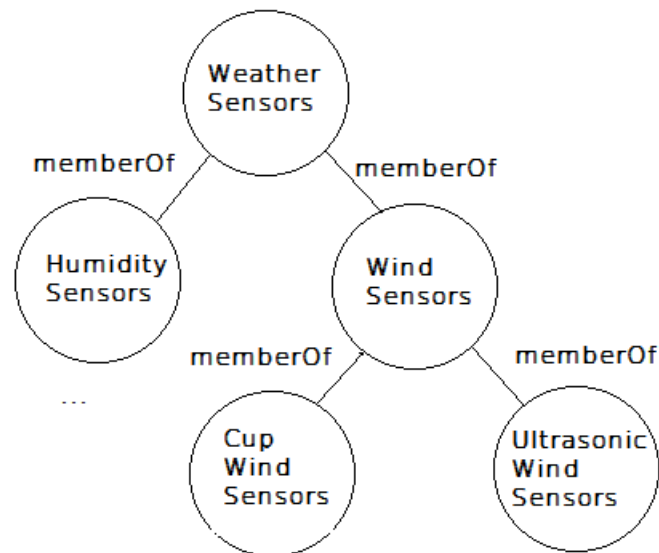 Weather
Sensors
memberOf
memberOf
Humidity
Sensors
Wind
Sensors
memberOf
memberOf
...
Cup
Wind
Sensors
Ultrasonic
Wind
Sensors